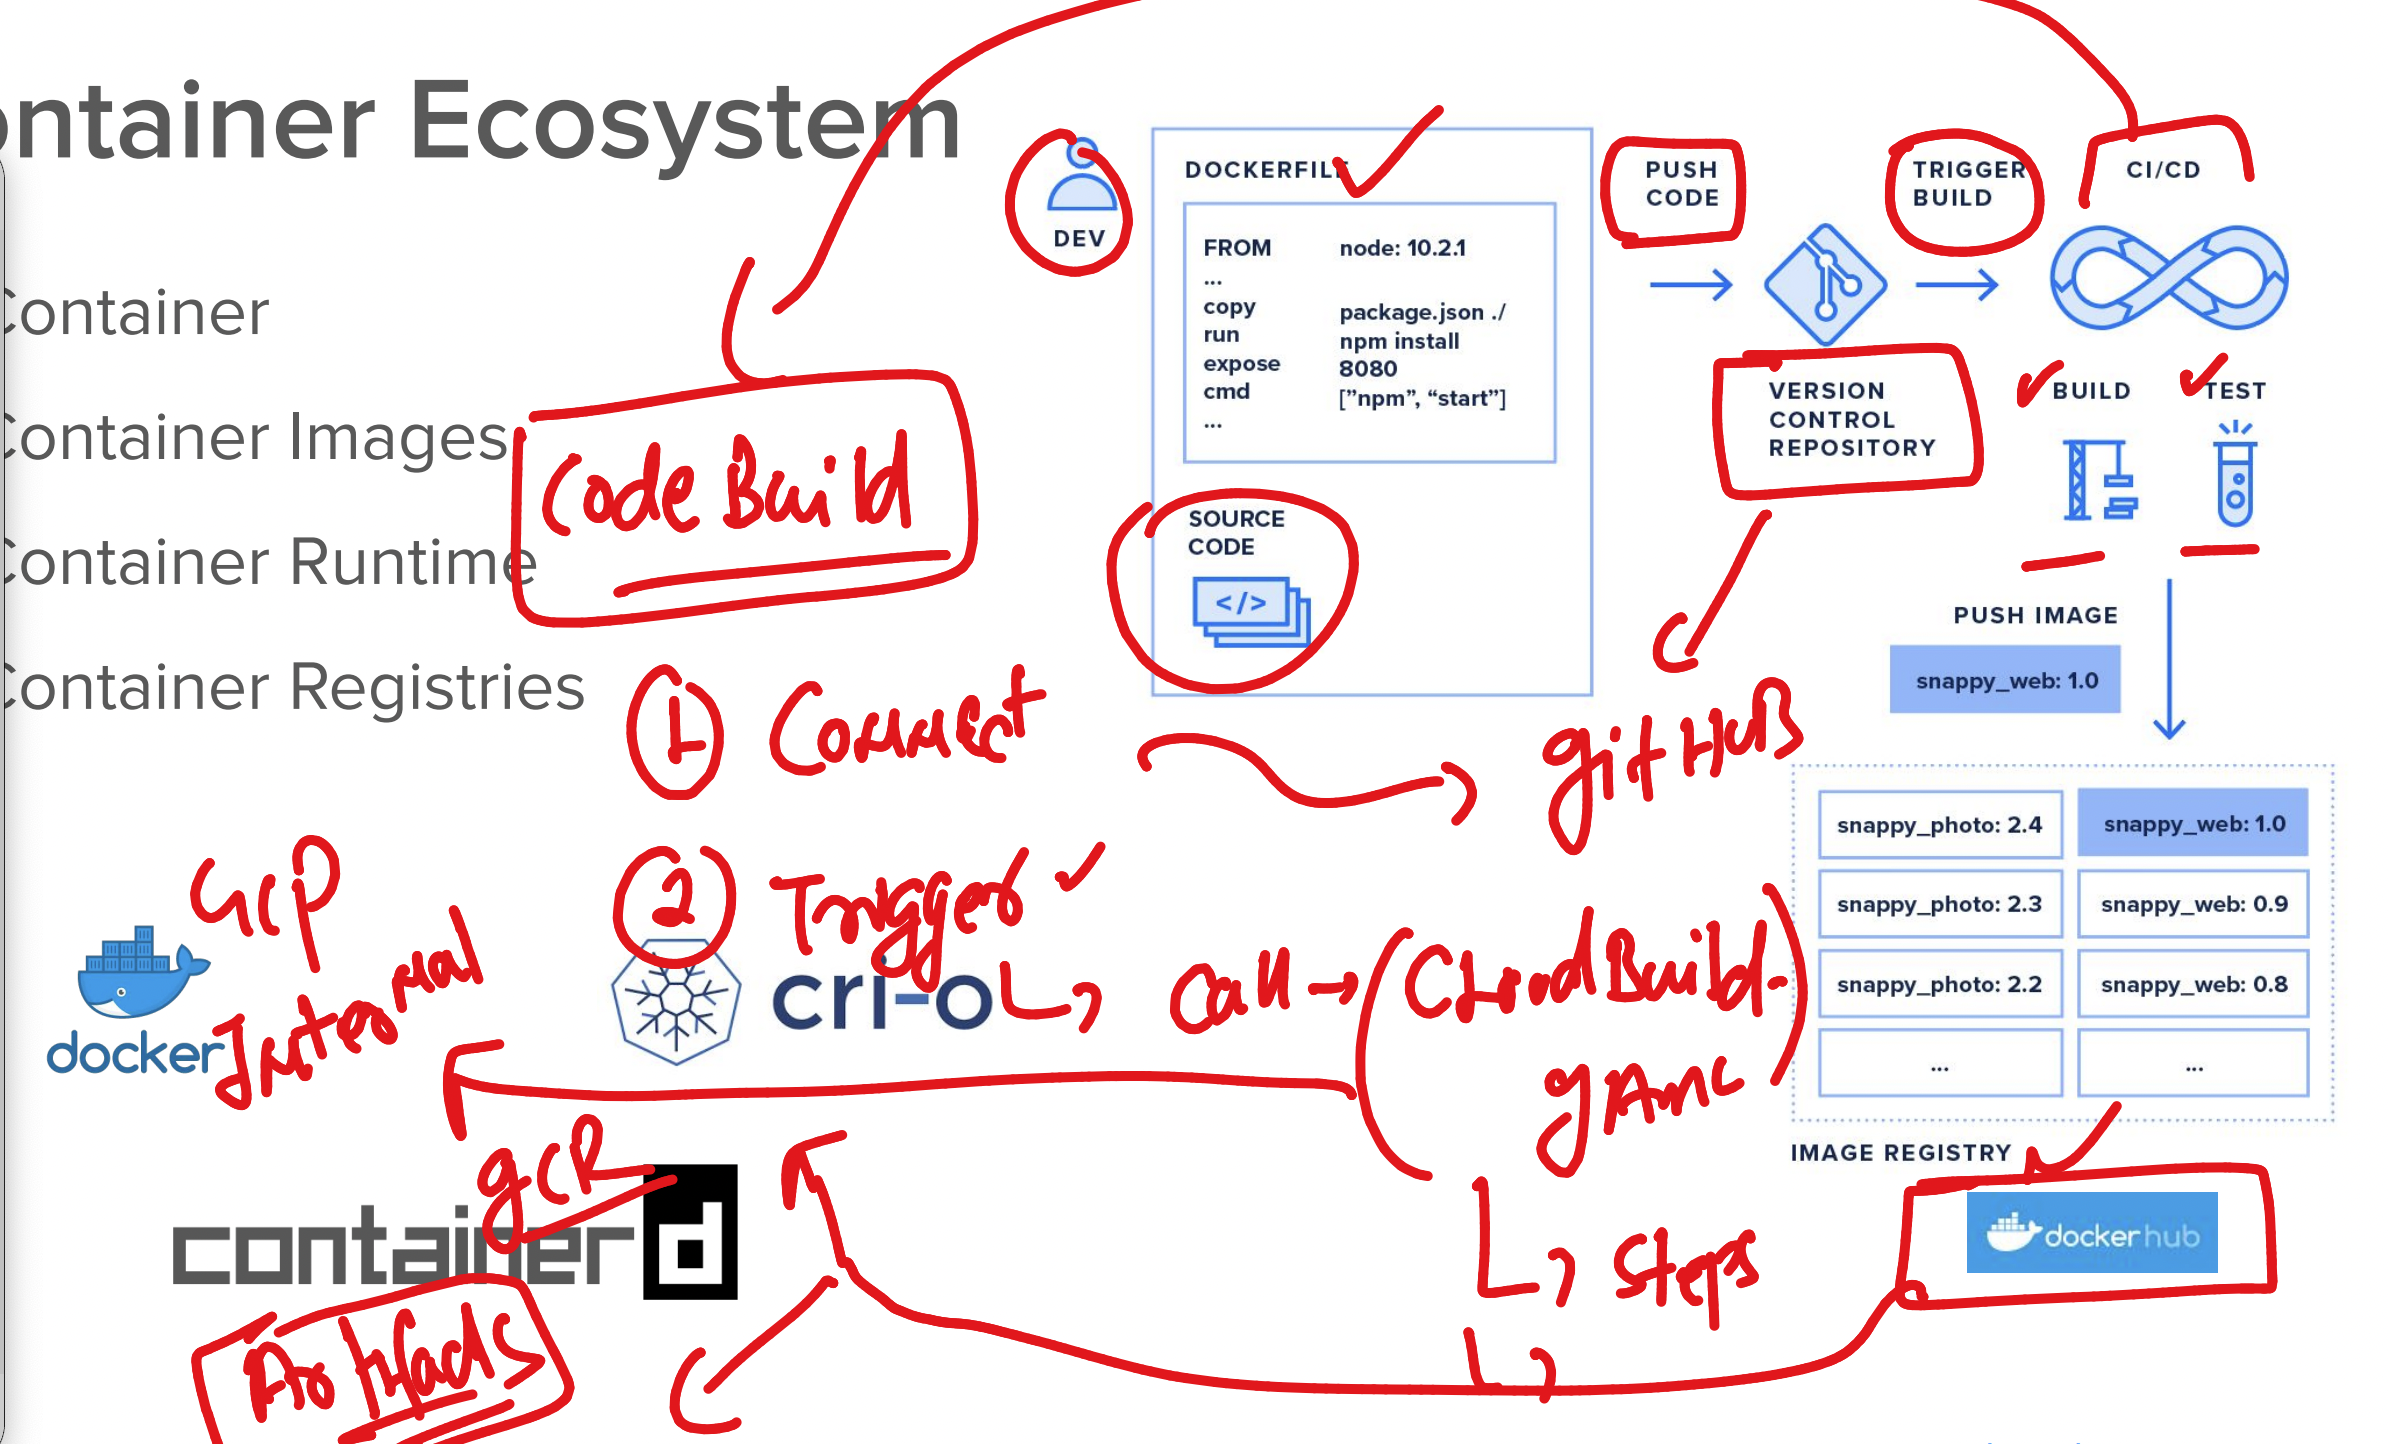 ontainer Ecosystem
Container
Container Images
Container Runtime
Container Registries
DEV
DOCKERFILE
FROM node: 10.2.1
...
copy package.json ./
run npm install
expose 8080
cmd ["npm", “start”]
...
SOURCE
CODE
</>
PUSH
CODE
TRIGGER
BUILD
CI/CD
VERSION
CONTROL
REPOSITORY
BUILD
TEST
PUSH IMAGE
snappy_web: 1.0
snappy_photo: 2.4
snappy_web: 1.0
snappy_photo: 2.3
snappy_web: 0.9
snappy_photo: 2.2
snappy_web: 0.8
...
...
IMAGE REGISTRY
dockerhub
Code Build
1 Connect
gitHUB
2 Trigger
Call
CloudBuild.
yAML
Steps
GCP
Internal
docker
cri-o
GCR
containerd
Artifacts